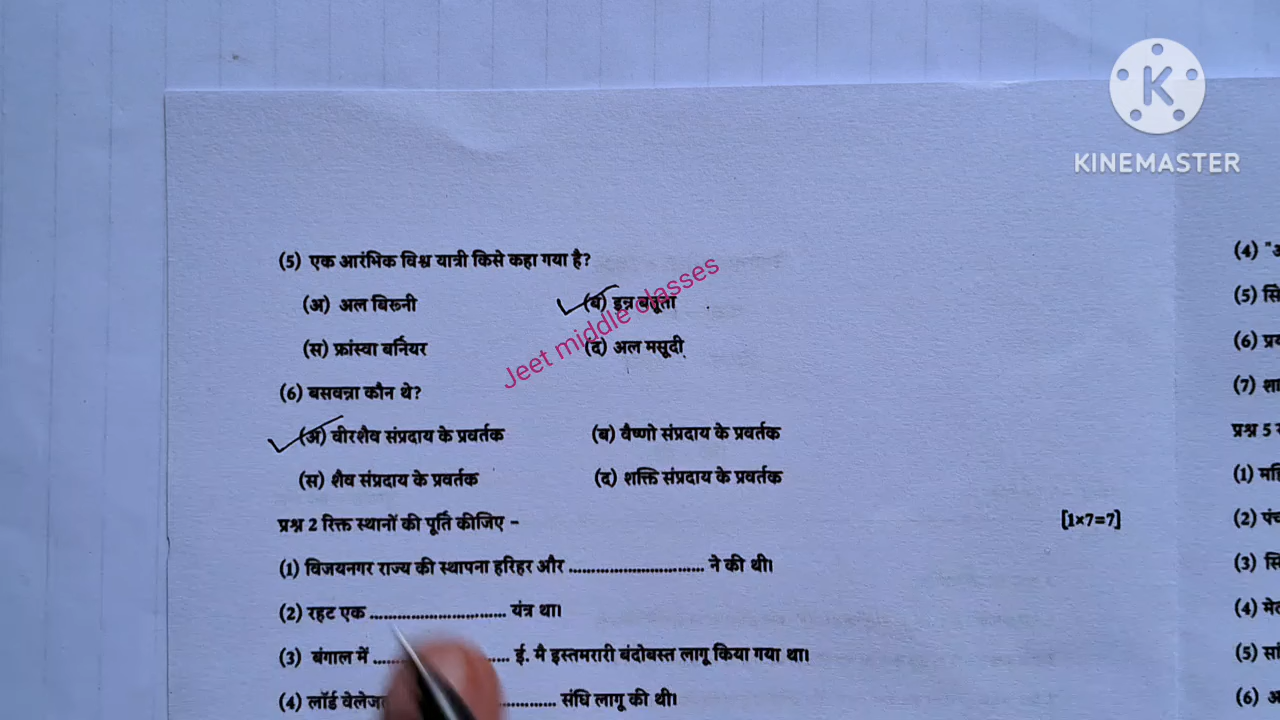 KINEMASTER
(5) एक आरंभिक विश्व यात्री किसे कहा गया है?
(अ) अल बिरूनी (ब) इब्न बतूता
(स) फ्रांस्वा बर्नियर (द) अल मसूदी
Jeet middle classes
(6) बसवन्ना कौन थे?
(अ) वीरशैव संप्रदाय के प्रवर्तक (ब) वैष्णो संप्रदाय के प्रवर्तक
(स) शैव संप्रदाय के प्रवर्तक (द) शक्ति संप्रदाय के प्रवर्तक
प्रश्न 2 रिक्त स्थानों की पूर्ति कीजिए – [1×7=7]
(1) विजयनगर राज्य की स्थापना हरिहर और ............................ ने की थी।
(2) रहट एक ............................ यंत्र था।
(3) बंगाल में ............................ ई. मै इस्तमरारी बंदोबस्त लागू किया गया था।
(4) लॉर्ड ............ संधि लागू की थी।
(4)
(5)
(6)
(7)
प्रश्न 5
(1)
(2)
(3)
(4)
(5)
(6)